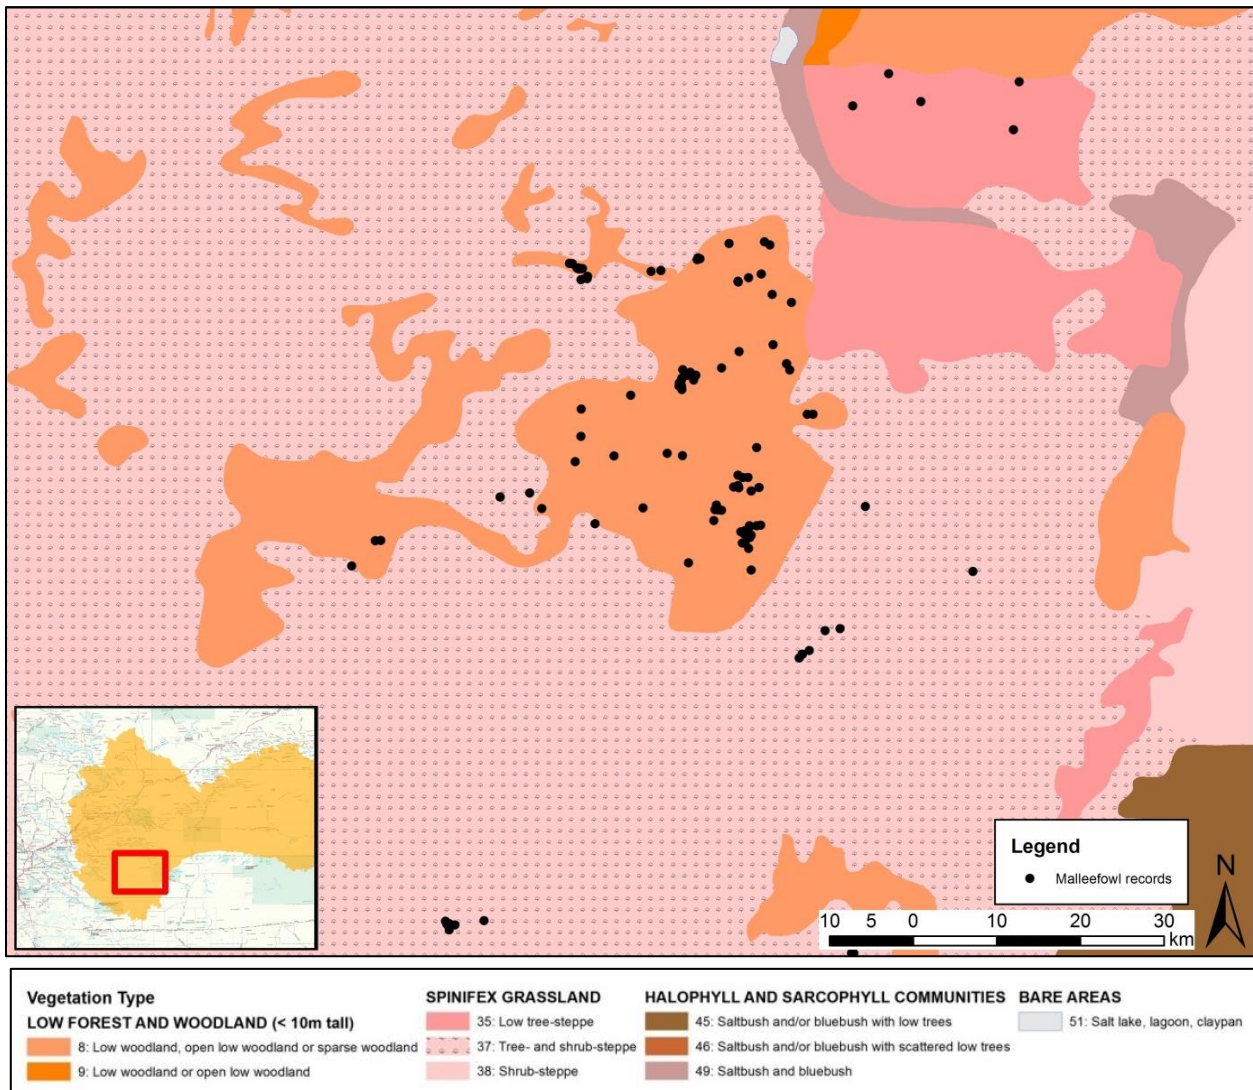 Legend
Malleefowl records
N
10 5 0 10 20 30
km
Vegetation Type
LOW FOREST AND WOODLAND (< 10m tall)
8: Low woodland, open low woodland or sparse woodland
9: Low woodland or open low woodland
SPINIFEX GRASSLAND
35: Low tree-steppe
37: Tree- and shrub-steppe
38: Shrub-steppe
HALOPHYLL AND SARCOPHYLL COMMUNITIES
45: Saltbush and/or bluebush with low trees
46: Saltbush and/or bluebush with scattered low trees
49: Saltbush and bluebush
BARE AREAS
51: Salt lake, lagoon, claypan